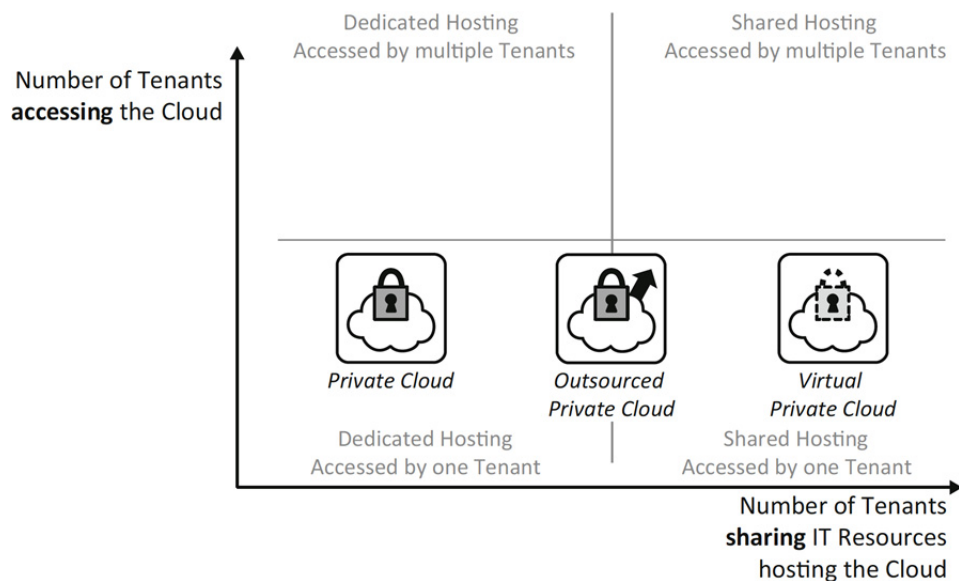 Dedicated Hosting
Accessed by multiple Tenants
Shared Hosting
Accessed by multiple Tenants
Number of Tenants
accessing the Cloud
Private Cloud
Outsourced
Private Cloud
Virtual
Private Cloud
Dedicated Hosting
Accessed by one Tenant
Shared Hosting
Accessed by one Tenant
Number of Tenants
sharing IT Resources
hosting the Cloud